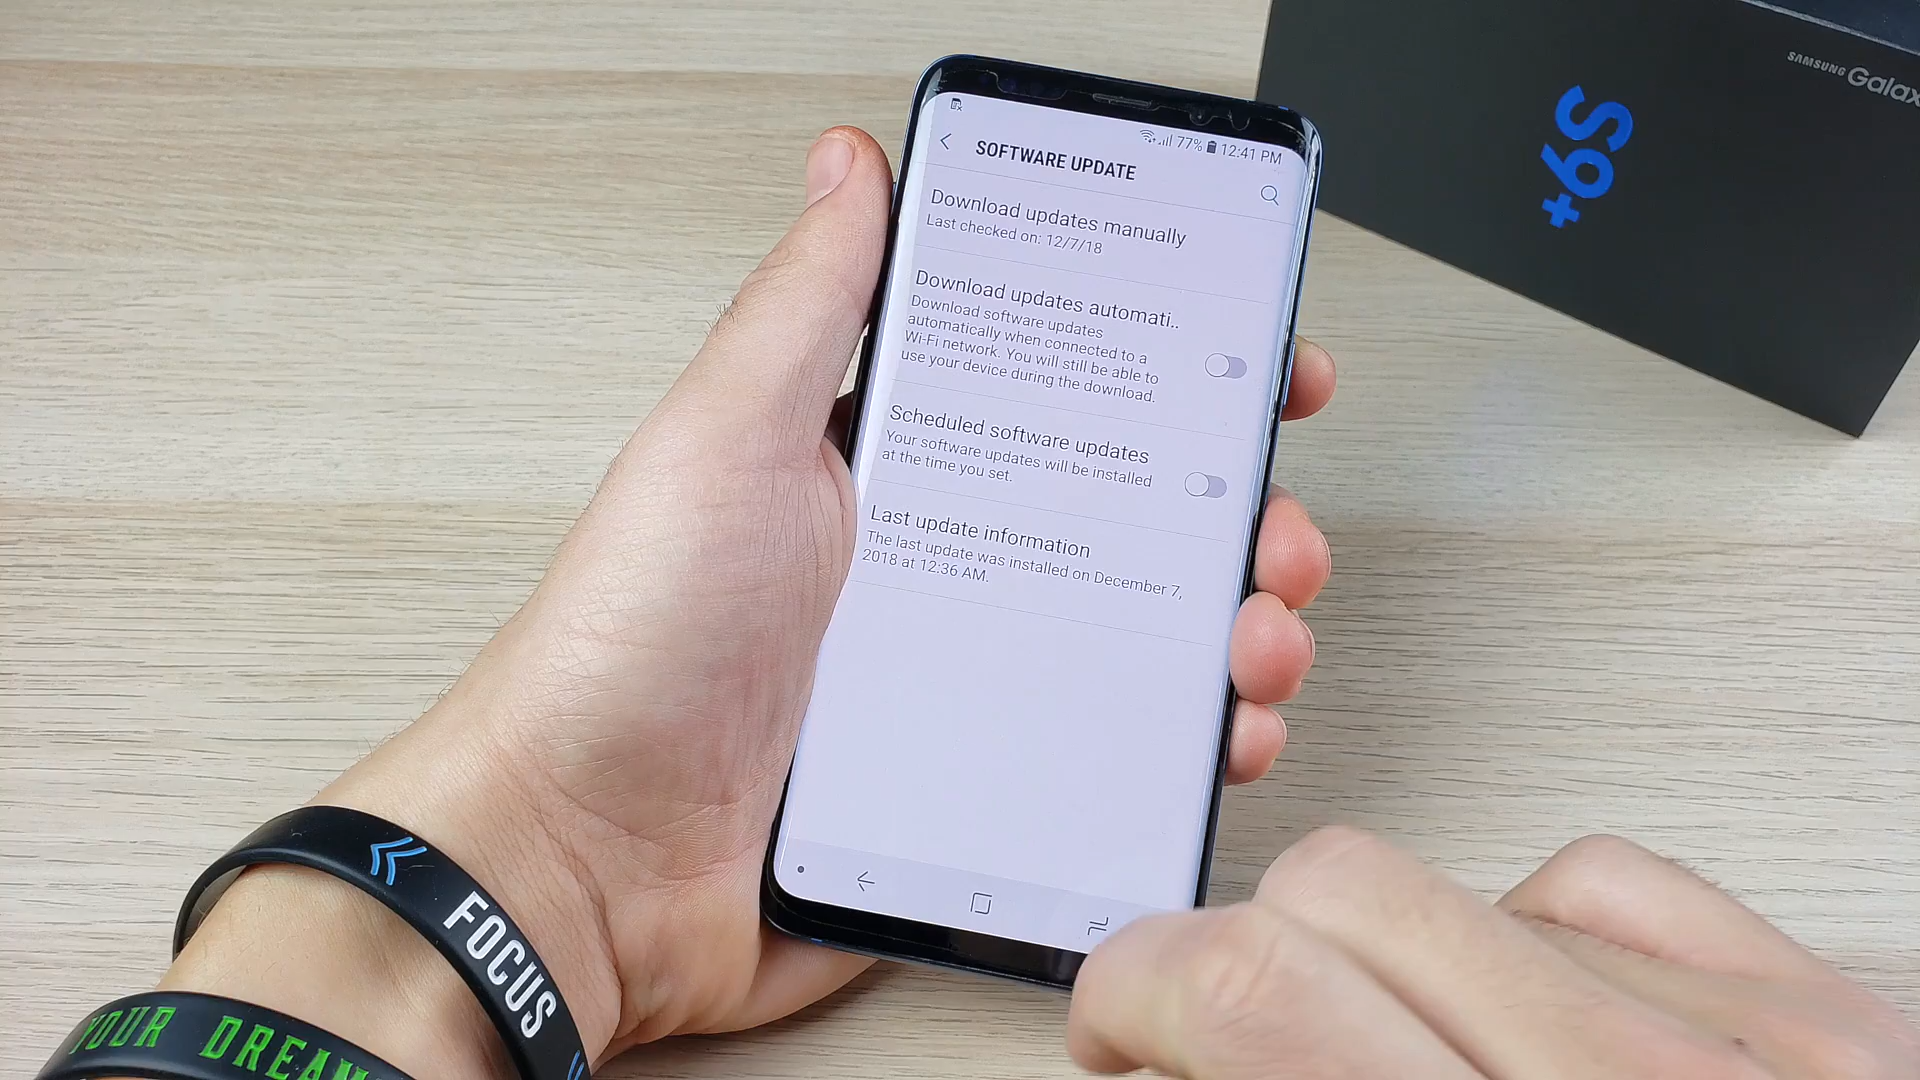 SAMSUNG Galax
S9+
77% 12:41 PM
SOFTWARE UPDATE
Download updates manually
Last checked on: 12/7/18
Download updates automati..
Download software updates
automatically when connected to a
Wi-Fi network. You will still be able to
use your device during the download.
Scheduled software updates
Your software updates will be installed
at the time you set.
Last update information
The last update was installed on December 7,
2018 at 12:36 AM.
FOCUS
YOUR DREAM